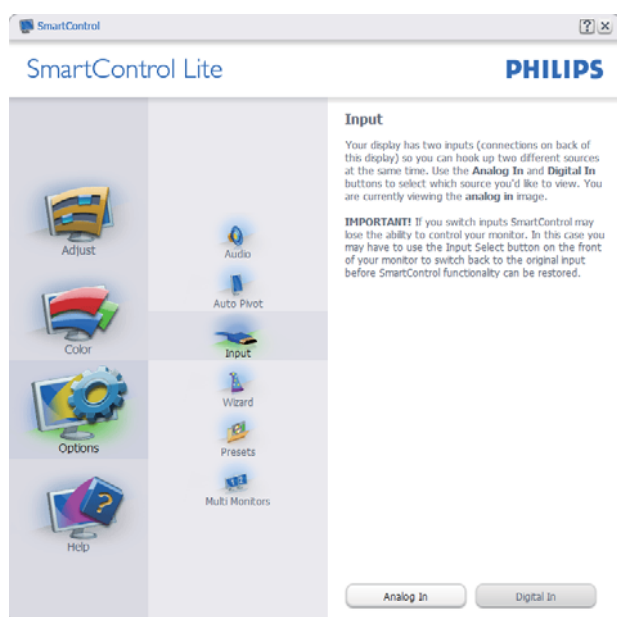 SmartControl
SmartControl Lite
PHILIPS
Adjust
Color
Options
Help
Audio
Auto Pivot
Input
Wizard
Presets
Multi Monitors
Input
Your display has two inputs (connections on back of
this display) so you can hook up two different sources
at the same time. Use the Analog In and Digital In
buttons to select which source you'd like to view. You
are currently viewing the analog in image.
IMPORTANT! If you switch inputs SmartControl may
lose the ability to control your monitor. In this case you
may have to use the Input Select button on the front
of your monitor to switch back to the original input
before SmartControl functionality can be restored.
Analog In
Digital In